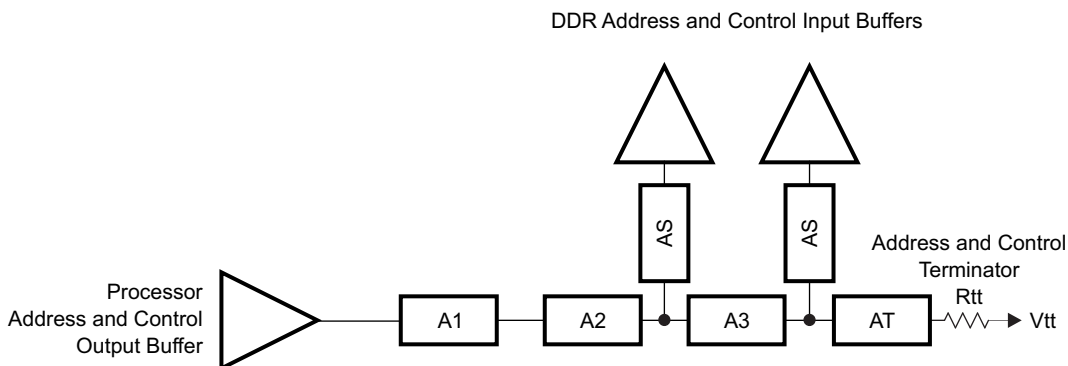 DDR Address and Control Input Buffers
AS
AS
Address and Control
Terminator
Rtt
Processor
Address and Control
Output Buffer
A1
A2
A3
AT
Vtt